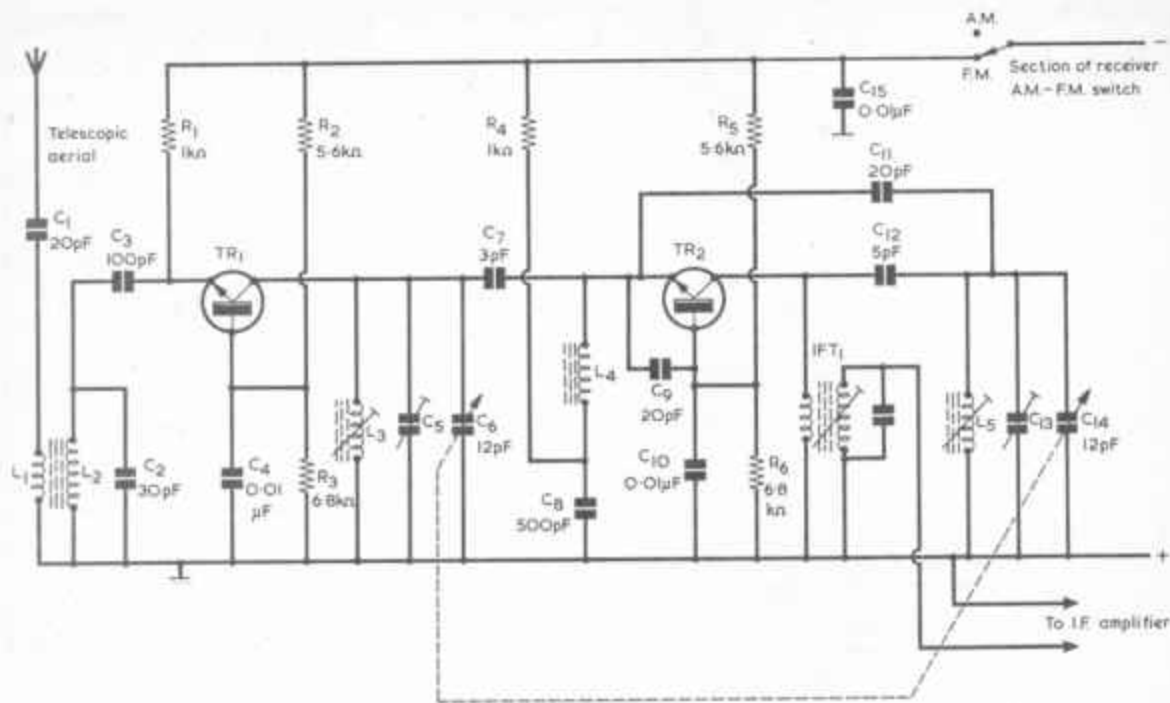 A.M.
F.M.
Section of receiver
A.M.-F.M. switch
−
Telescopic
aerial
R1
1kΩ
R2
5·6kΩ
R4
1kΩ
R5
5·6kΩ
C15
0·01μF
C11
20pF
C1
20pF
C3
100pF
TR1
C7
3pF
TR2
C12
5pF
L1
L2
C2
30pF
C4
0·01
μF
R3
6·8kΩ
L3
C5
C6
12pF
L4
C9
20pF
C8
500pF
C10
0·01μF
R6
6·8
kΩ
IFT1
L5
C13
C14
12pF
+
To I.F. amplifier